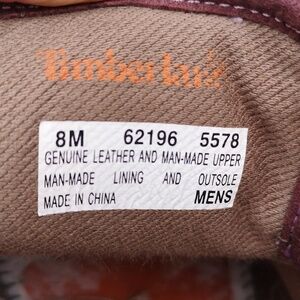 Timberland
8M 62196 5578
GENUINE LEATHER AND MAN-MADE UPPER
MAN-MADE LINING AND OUTSOLE
MADE IN CHINA MENS